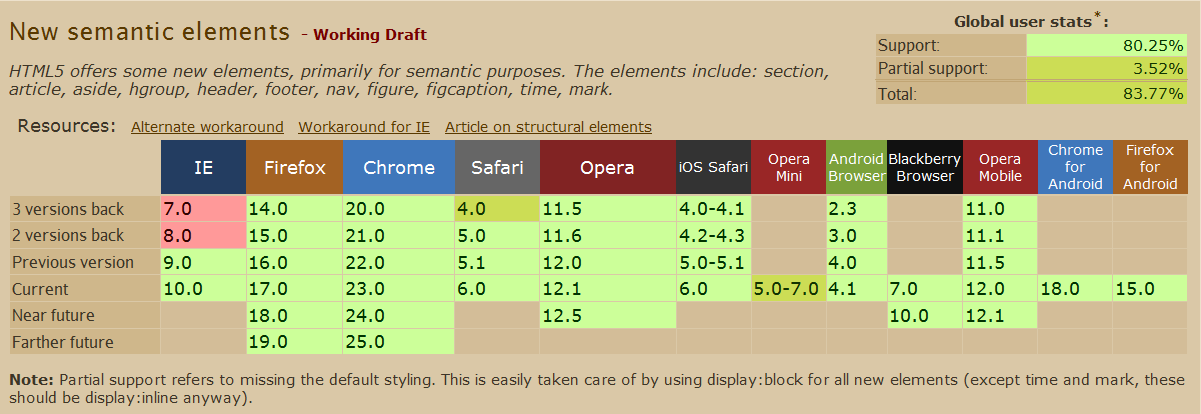 New semantic elements - Working Draft
Global user stats*:
Support: 80.25%
Partial support: 3.52%
Total: 83.77%
HTML5 offers some new elements, primarily for semantic purposes. The elements include: section,
article, aside, hgroup, header, footer, nav, figure, figcaption, time, mark.
Resources: Alternate workaround Workaround for IE Article on structural elements
IE Firefox Chrome Safari Opera iOS Safari Opera Mini Android Browser Blackberry Browser Opera Mobile Chrome for Android Firefox for Android
3 versions back 7.0 14.0 20.0 4.0 11.5 4.0-4.1 2.3 11.0
2 versions back 8.0 15.0 21.0 5.0 11.6 4.2-4.3 3.0 11.1
Previous version 9.0 16.0 22.0 5.1 12.0 5.0-5.1 4.0 11.5
Current 10.0 17.0 23.0 6.0 12.1 6.0 5.0-7.0 4.1 7.0 12.0 18.0 15.0
Near future 18.0 24.0 12.5 10.0 12.1
Farther future 19.0 25.0
Note: Partial support refers to missing the default styling. This is easily taken care of by using display:block for all new elements (except time and mark, these
should be display:inline anyway).